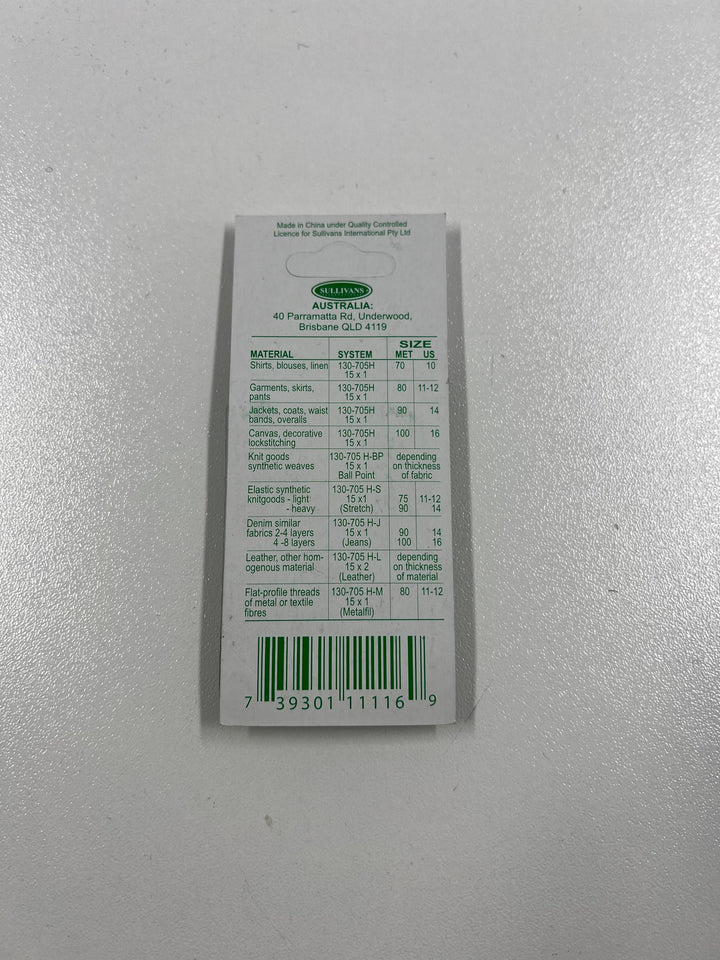 Made in China under Quality Controlled
Licence for Sullivans International Pty Ltd
SULLIVANS
AUSTRALIA:
40 Parramatta Rd, Underwood,
Brisbane QLD 4119
SIZE
MATERIAL SYSTEM MET US
Shirts, blouses, linen 130-705H 70 10
15 x 1
Garments, skirts, 130-705H 80 11-12
pants 15 x 1
Jackets, coats, waist 130-705H 90 14
bands, overalls 15 x 1
Canvas, decorative 130-705H 100 16
lockstitching 15 x 1
Knit goods 130-705 H-BP depending
synthetic weaves 15 x 1 on thickness
Ball Point of fabric
Elastic synthetic 130-705 H-S
knitgoods - light 15 x1 75 11-12
- heavy (Stretch) 90 14
Denim similar 130-705 H-J
fabrics 2-4 layers 15 x 1 90 14
4 -8 layers (Jeans) 100 16
Leather, other hom- 130-705 H-L depending
ogenous material 15 x 2 on thickness
(Leather) of material
Flat-profile threads 130-705 H-M 80 11-12
of metal or textile 15 x 1
fibres (Metalfil)
7 39301 11116 9